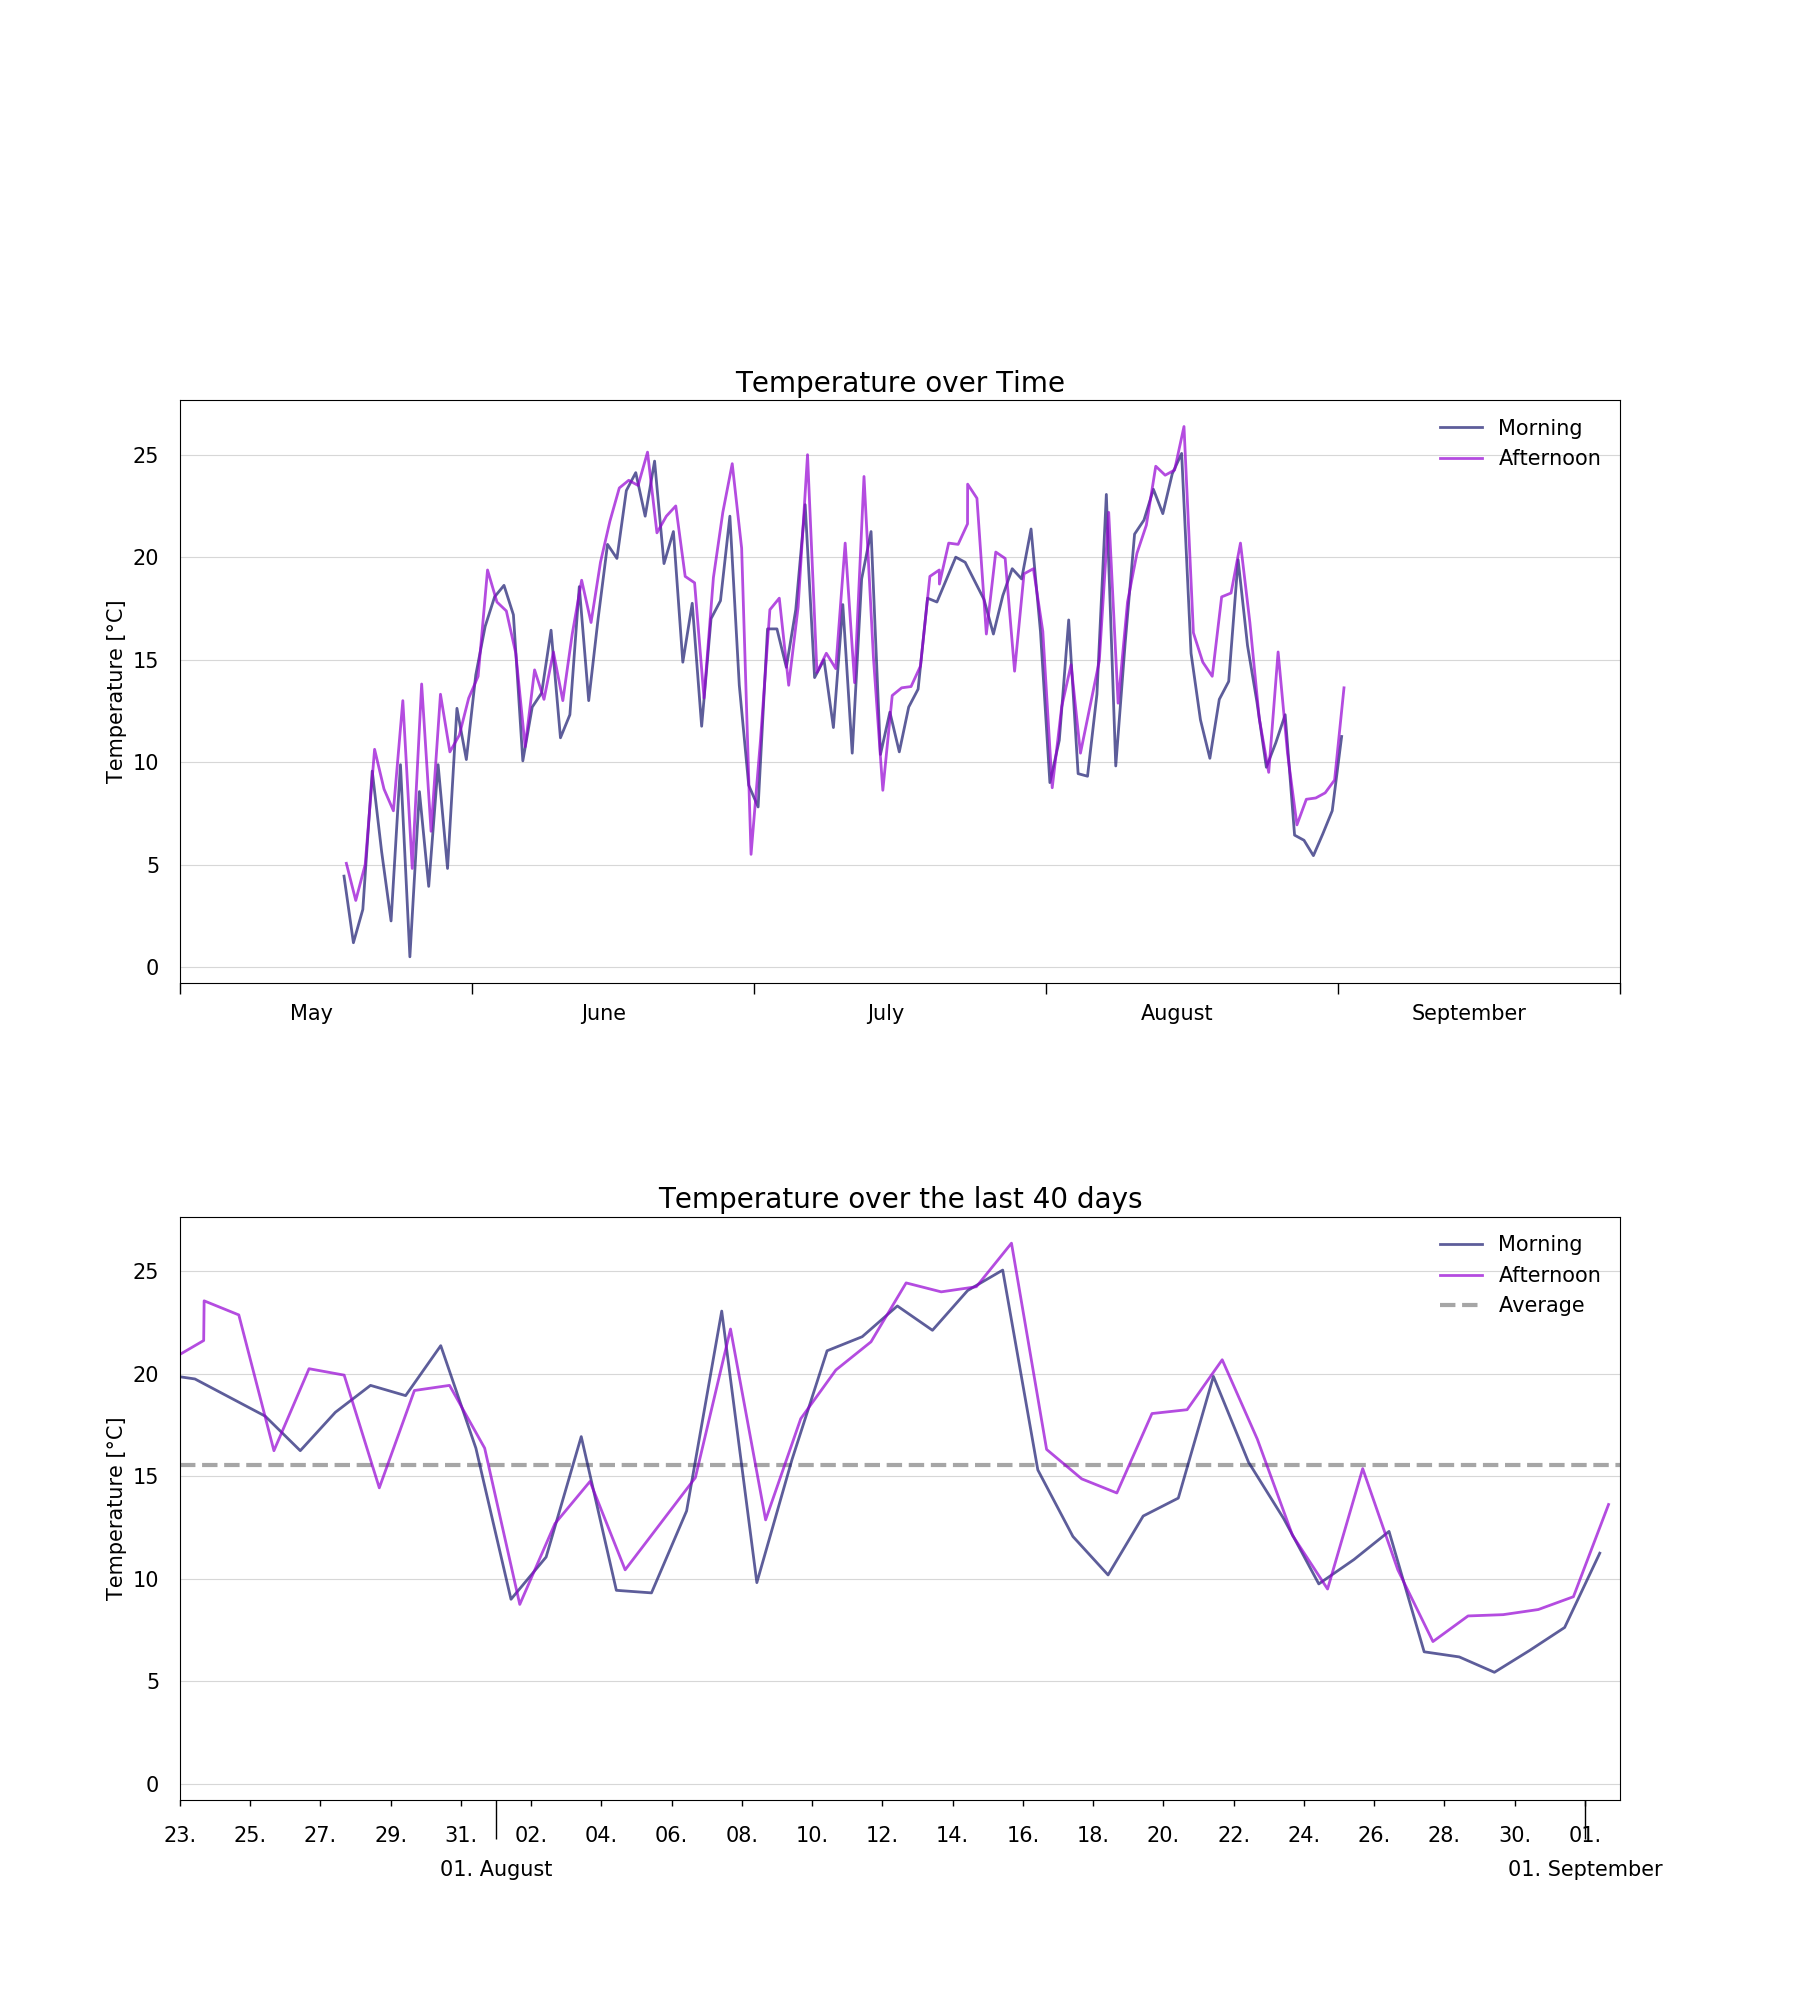 Temperature over Time
Temperature [°C]
25
20
15
10
5
0
Morning
Afternoon
May June July August September
Temperature over the last 40 days
Temperature [°C]
25
20
15
10
5
0
Morning
Afternoon
Average
23. 25. 27. 29. 31. 02. 04. 06. 08. 10. 12. 14. 16. 18. 20. 22. 24. 26. 28. 30. 01.
01. August 01. September